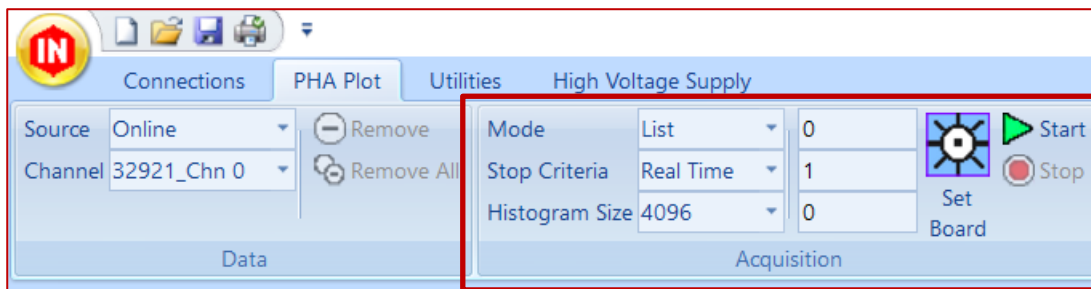 IN
Connections PHA Plot Utilities High Voltage Supply
Source Online Remove Mode List 0 Start
Channel 32921_Chn 0 Remove All Stop Criteria Real Time 1 Stop
Histogram Size 4096 0 Set
Board
Data Acquisition